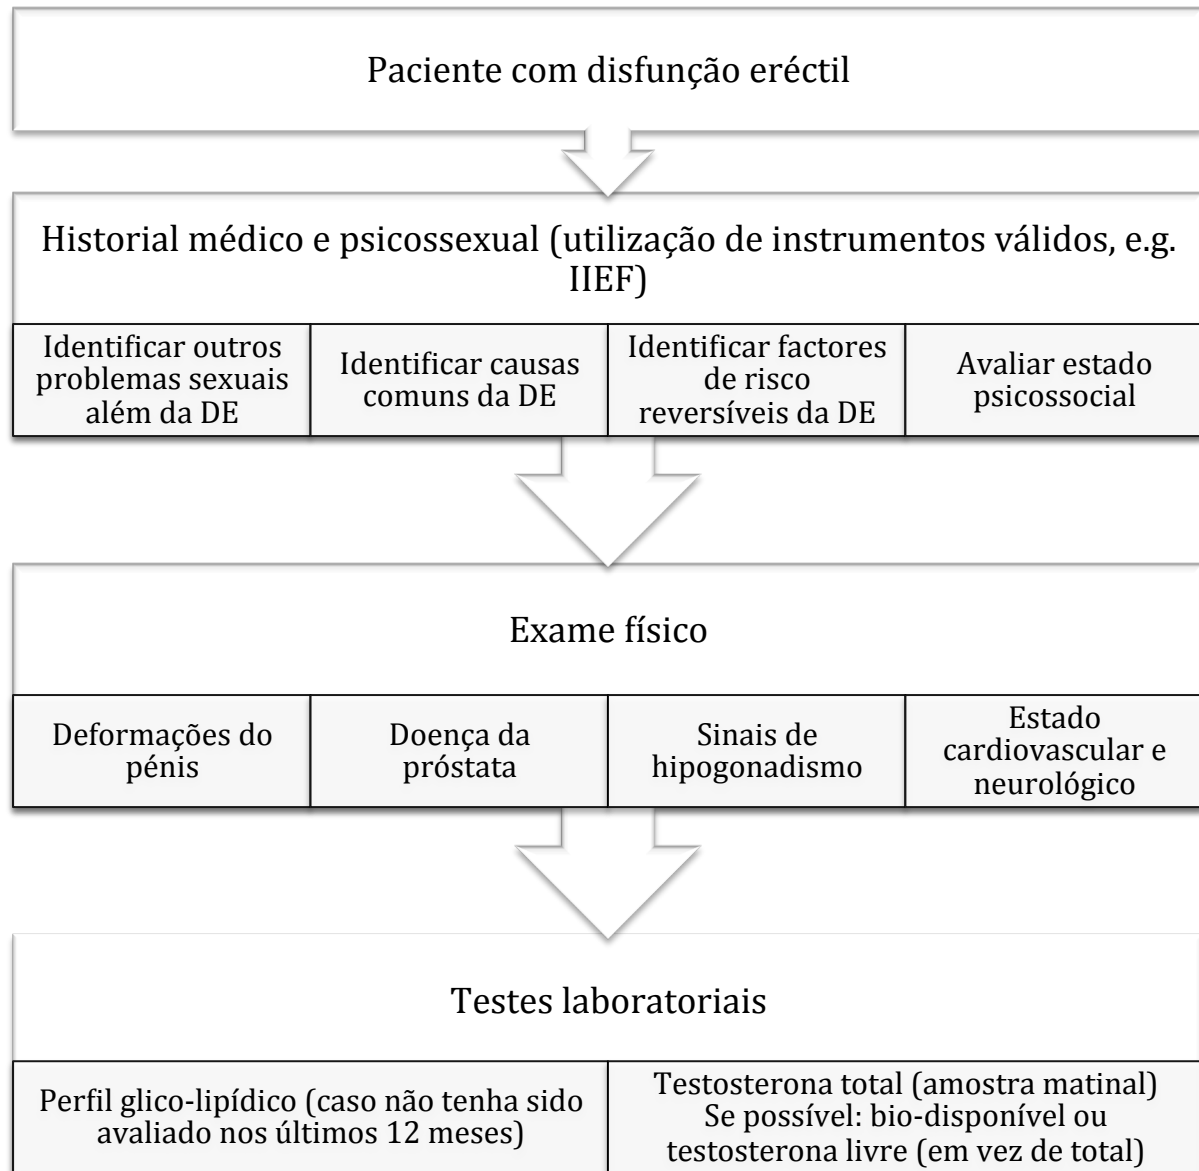 Paciente com disfunção eréctil
Historial médico e psicossexual (utilização de instrumentos válidos, e.g.
IIEF)
Identificar outros
problemas sexuais
além da DE
Identificar causas
comuns da DE
Identificar factores
de risco
reversíveis da DE
Avaliar estado
psicossocial
Exame físico
Deformações do
pénis
Doença da
próstata
Sinais de
hipogonadismo
Estado
cardiovascular e
neurológico
Testes laboratoriais
Perfil glico-lipídico (caso não tenha sido
avaliado nos últimos 12 meses)
Testosterona total (amostra matinal)
Se possível: bio-disponível ou
testosterona livre (em vez de total)